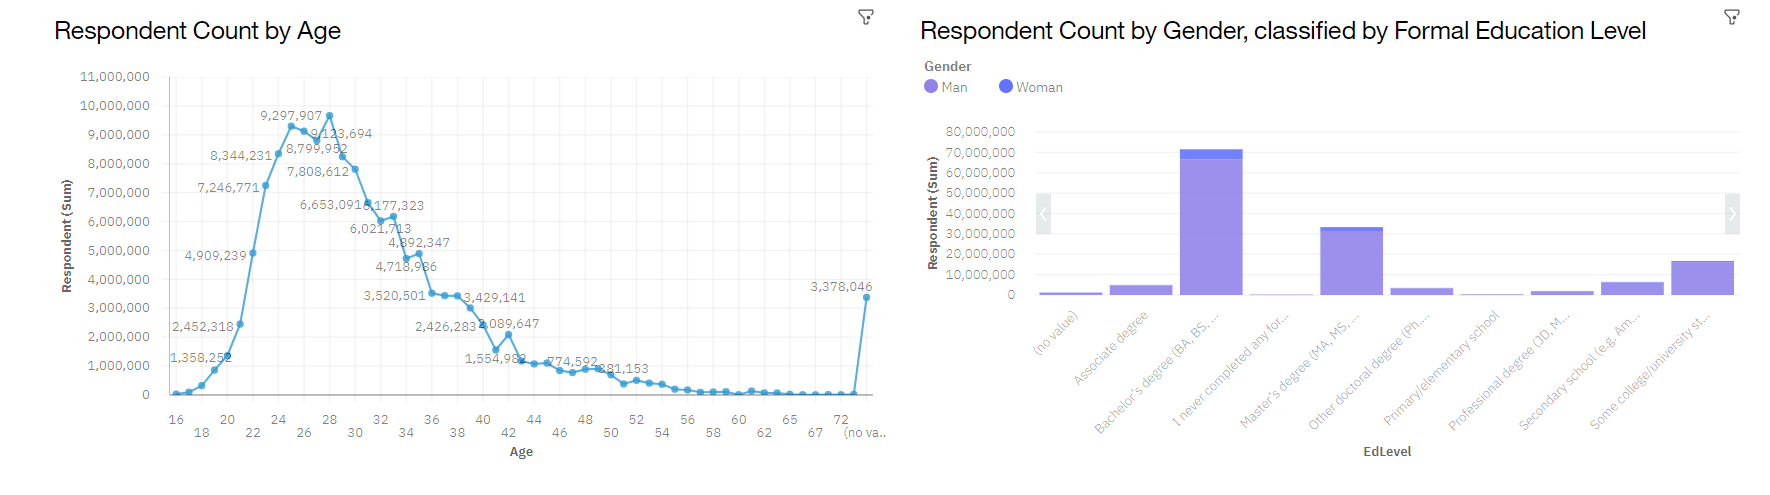 Respondent Count by Age
11,000,000
10,000,000
9,000,000
8,000,000
7,000,000
6,000,000
5,000,000
4,000,000
3,000,000
2,000,000
1,000,000
0
Respondent (Sum)
9,297,907
9,123,694
8,344,231
8,799,952
7,808,612
7,246,771
6,653,091
6,177,323
6,021,713
4,892,347
4,909,239
4,718,986
3,520,501
3,429,141
3,378,046
2,452,318
2,426,283
2,089,647
1,358,252
1,554,982
774,592
881,153
16 20 24 28 32 36 40 44 48 52 56 60 65 72
18 22 26 30 34 38 42 46 50 54 58 62 67 (no va..
Age
Respondent Count by Gender, classified by Formal Education Level
Gender
Man Woman
80,000,000
70,000,000
60,000,000
50,000,000
40,000,000
30,000,000
20,000,000
10,000,000
0
Respondent (Sum)
(no value)
Associate degree
Bachelor's degree (BA, BS, ...
I never completed any for...
Master's degree (MA, MS, ...
Other doctoral degree (Ph....
Primary/elementary school
Professional degree (JD, M...
Secondary school (e.g. Am...
Some college/university st...
EdLevel